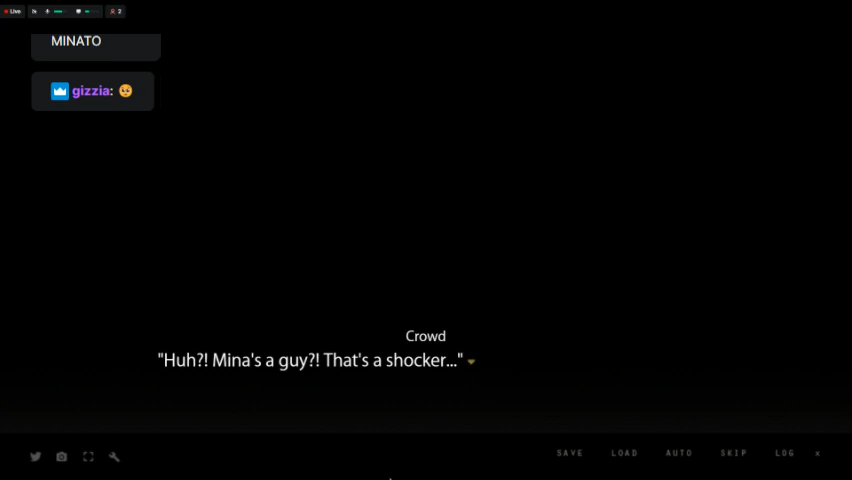 Live
2
MINATO
gizzia: 🥺
Crowd
"Huh?! Mina's a guy?! That's a shocker..."
SAVE LOAD AUTO SKIP LOG ×